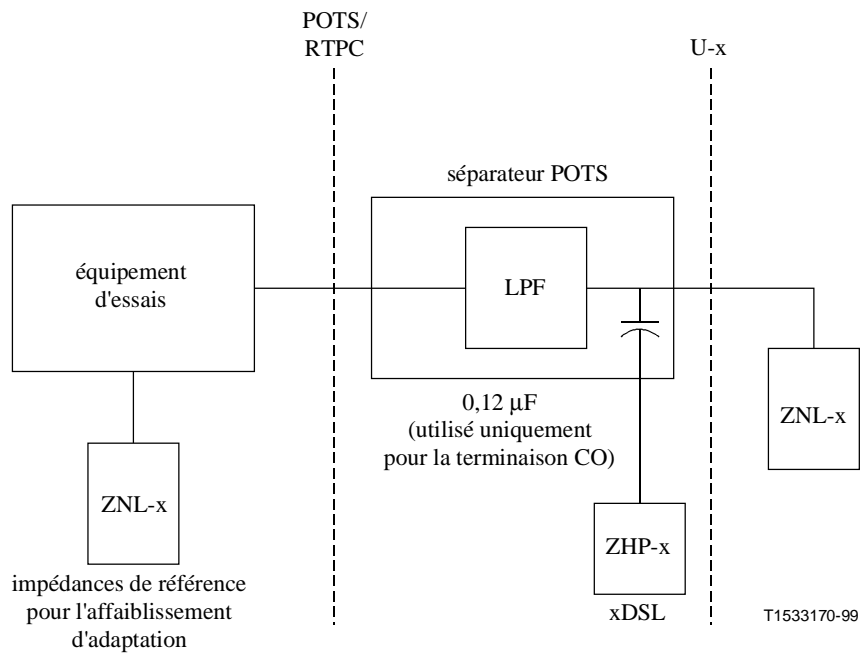 POTS/
RTPC
U-x
séparateur POTS
équipement
d'essais
LPF
0,12 µF
(utilisé uniquement
pour la terminaison CO)
ZNL-x
ZNL-x
ZHP-x
xDSL
impédances de référence
pour l'affaiblissement
d'adaptation
T1533170-99